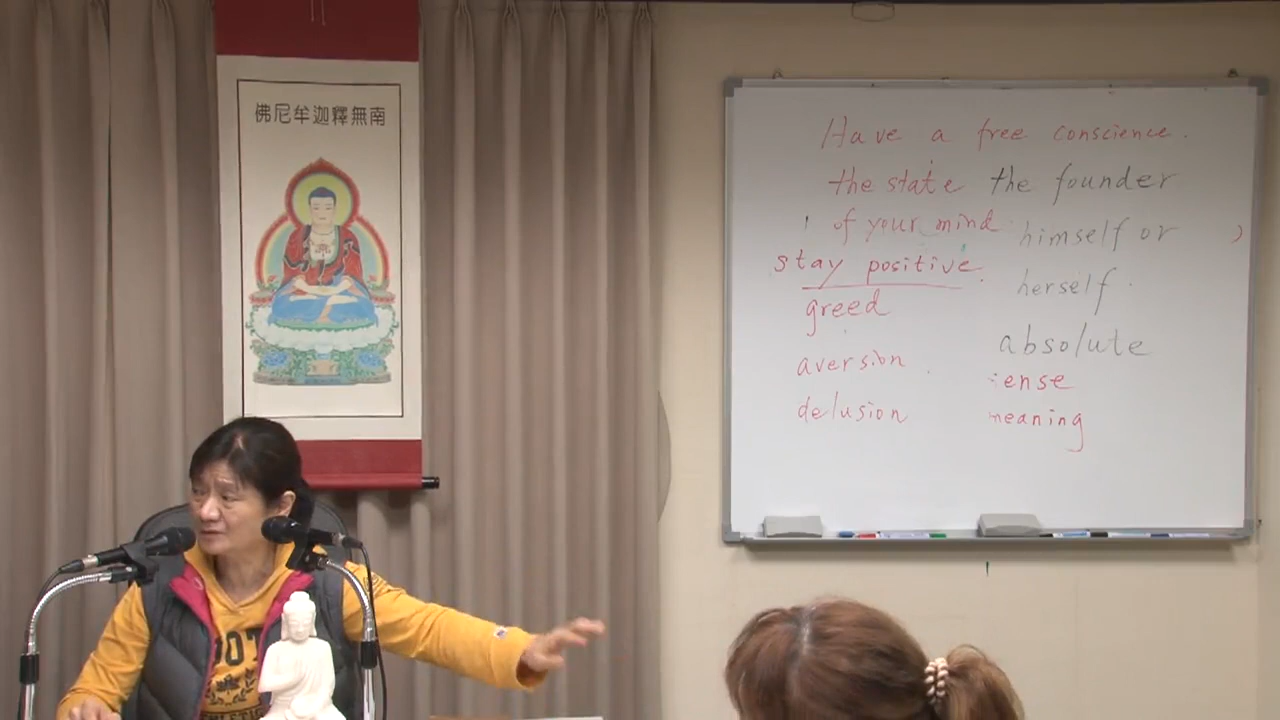 佛尼牟迦釋無南
Have a free conscience.
the state the founder
of your mind himself or
stay positive. herself.
greed
absolute
aversion.
sense
delusion meaning